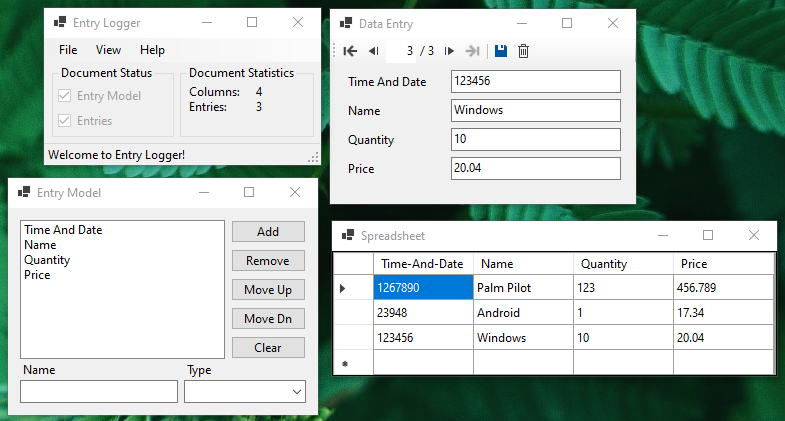 Entry Logger
File View Help
Document Status
Entry Model
Entries
Document Statistics
Columns: 4
Entries: 3
Welcome to Entry Logger!
Data Entry
3 / 3
Time And Date 123456
Name Windows
Quantity 10
Price 20.04
Entry Model
Time And Date
Name
Quantity
Price
Add
Remove
Move Up
Move Dn
Clear
Name Type
Spreadsheet
Time-And-Date Name Quantity Price
1267890 Palm Pilot 123 456.789
23948 Android 1 17.34
123456 Windows 10 20.04